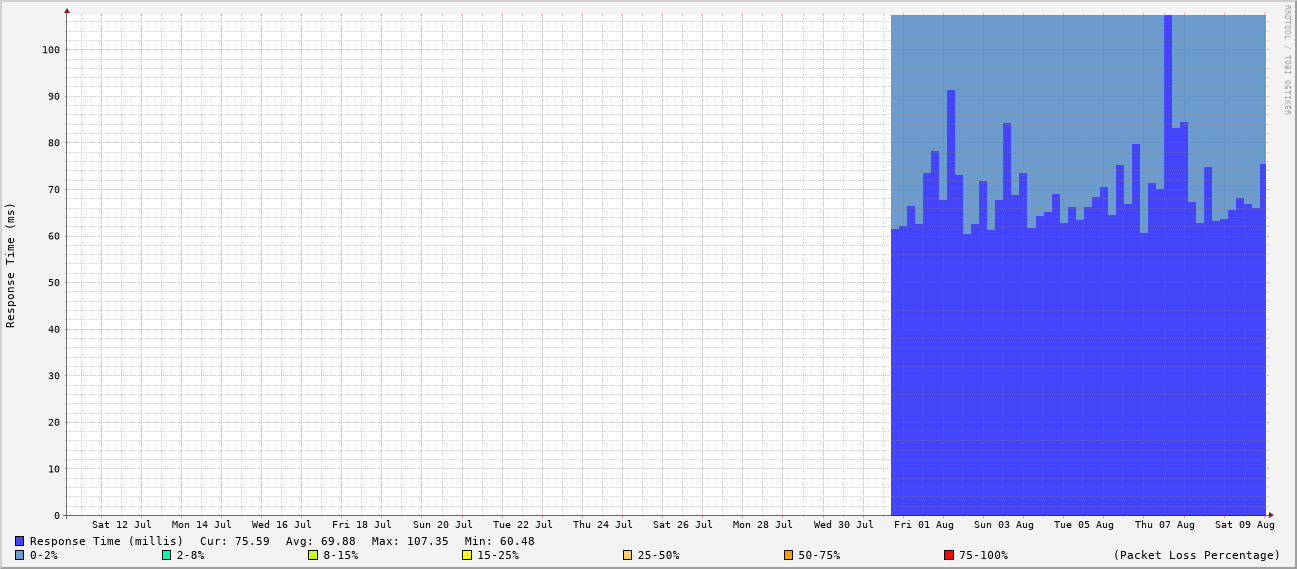 RRDTOOL / TOBI OETIKER
Response Time (ms)
100
90
80
70
60
50
40
30
20
10
0
Sat 12 Jul Mon 14 Jul Wed 16 Jul Fri 18 Jul Sun 20 Jul Tue 22 Jul Thu 24 Jul Sat 26 Jul Mon 28 Jul Wed 30 Jul Fri 01 Aug Sun 03 Aug Tue 05 Aug Thu 07 Aug Sat 09 Aug
Response Time (millis) Cur: 75.59 Avg: 69.88 Max: 107.35 Min: 60.48
0-2% 2-8% 8-15% 15-25% 25-50% 50-75% 75-100% (Packet Loss Percentage)